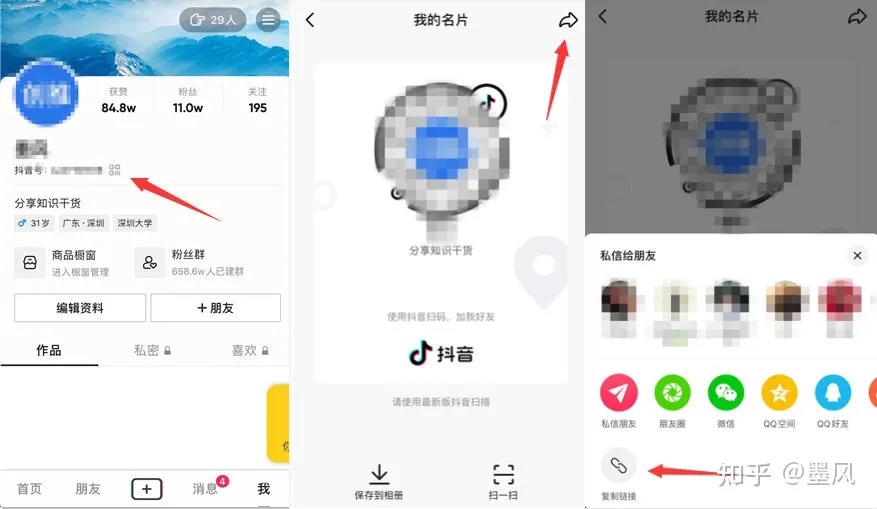 29人
获赞
粉丝
关注
84.8w
11.0w
195
抖音号:
分享知识干货
♂ 31岁
广东·深圳
深圳大学
商品橱窗
进入橱窗管理
粉丝群
658.6w人已建群
编辑资料
+朋友
作品
私密
喜欢
首页
朋友
消息
4
我
我的名片
分享知识干货
使用抖音扫码，加我好友
抖音
请使用最新版抖音扫描
保存到相册
扫一扫
我的名片
私信给朋友
私信朋友
朋友圈
微信
QQ空间
QQ好友
复制链接
知乎 @墨风